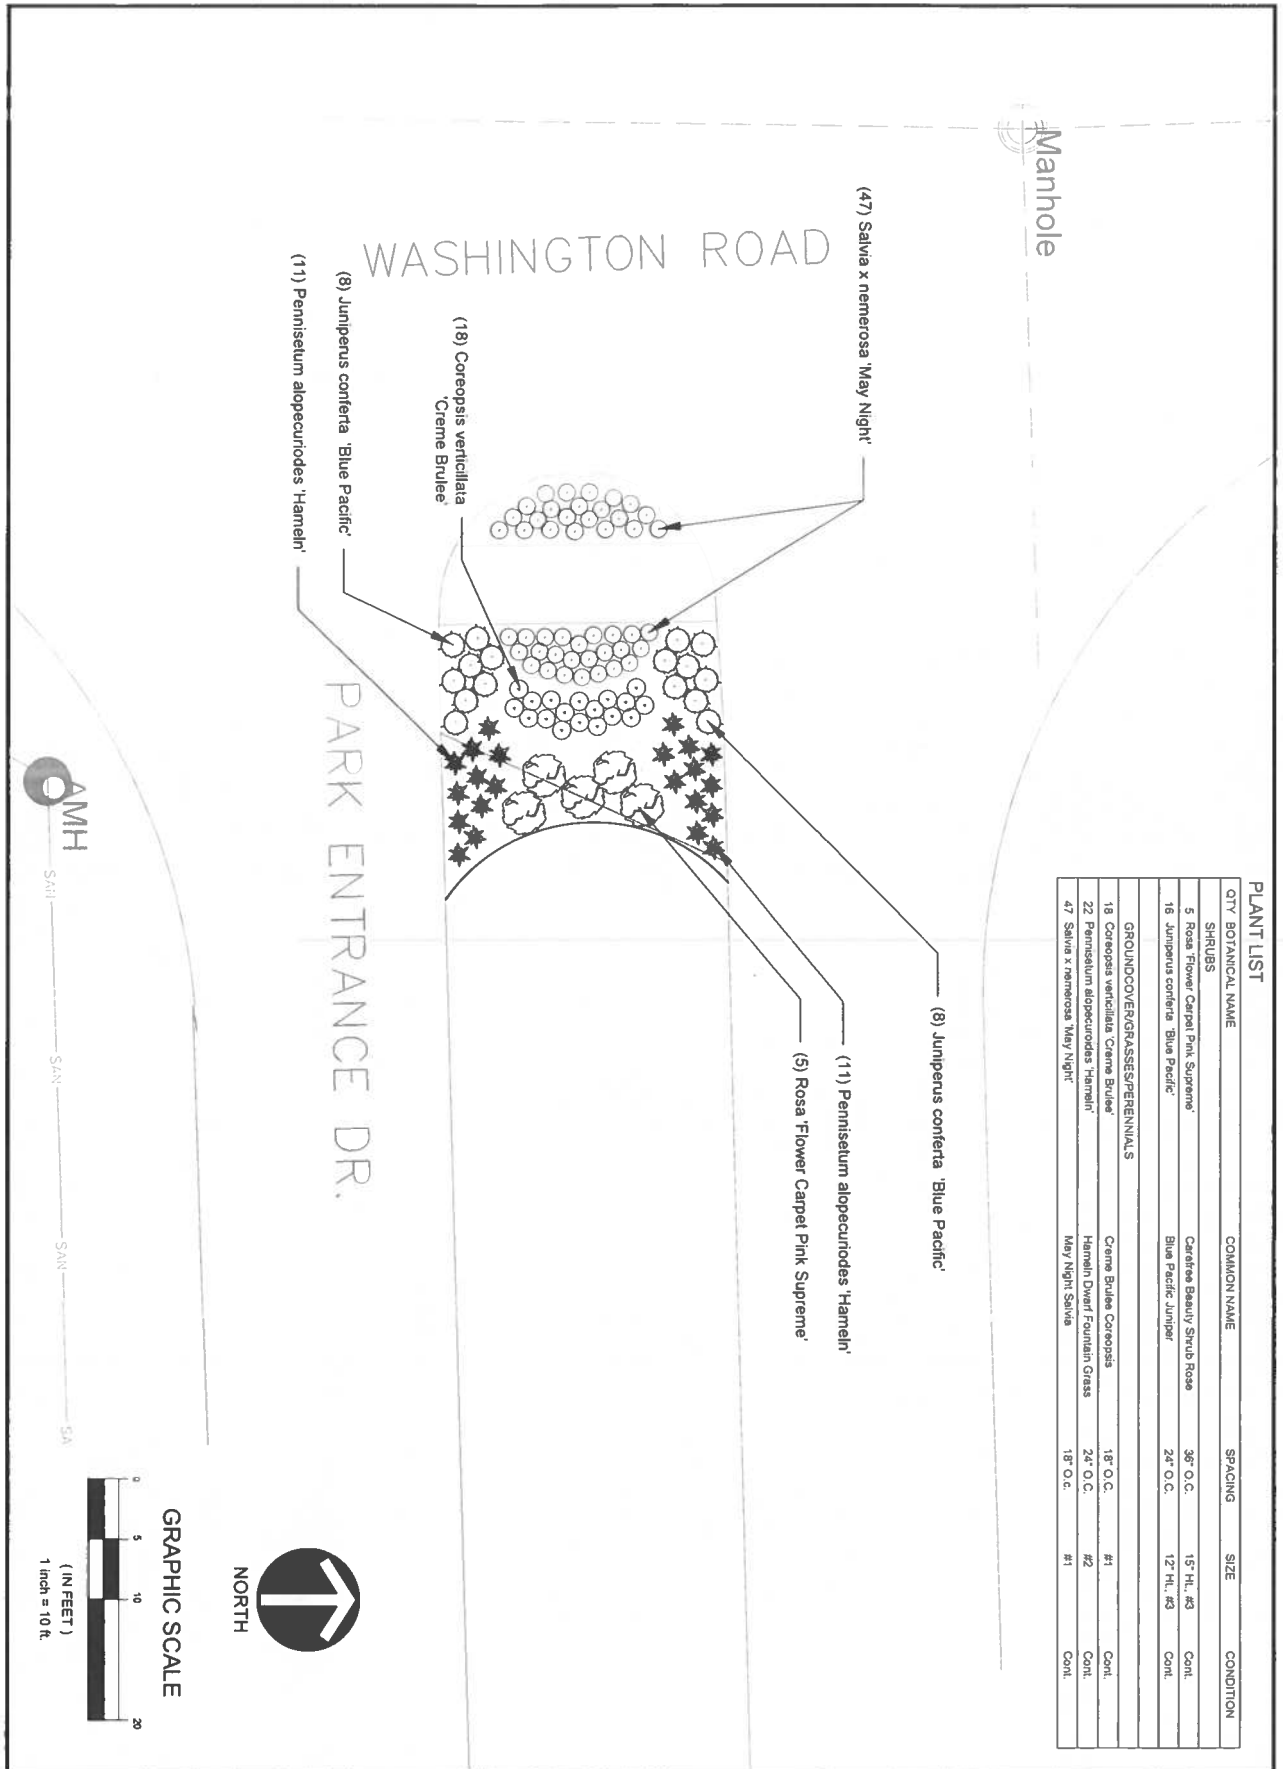 PLANT LIST
QTY BOTANICAL NAME COMMON NAME SPACING SIZE CONDITION
SHRUBS
5 Rosa 'Flower Carpet Pink Supreme' Carefree Beauty Shrub Rose 36" O.C. 15" Ht., #3 Cont.
16 Juniperus conferta 'Blue Pacific' Blue Pacific Juniper 24" O.C. 12" Ht., #3 Cont.
GROUNDCOVER/GRASSES/PERENNIALS
18 Coreopsis verticillata 'Creme Brulee' Creme Brulee Coreopsis 18" O.C. #1 Cont.
22 Pennisetum alopecuroides 'Hameln' Hameln Dwarf Fountain Grass 24" O.C. #2 Cont.
47 Salvia x nemerosa 'May Night' May Night Salvia 18" O.c. #1 Cont.
Manhole
(47) Salvia x nemerosa 'May Night'
WASHINGTON ROAD
(18) Coreopsis verticillata
'Creme Brulee'
(8) Juniperus conferta 'Blue Pacific'
(11) Pennisetum alopecuriodes 'Hameln'
(8) Juniperus conferta 'Blue Pacific'
(11) Pennisetum alopecuriodes 'Hameln'
(5) Rosa 'Flower Carpet Pink Supreme'
PARK ENTRANCE DR.
AMH
SAN
SAN
SAN
SA
NORTH
GRAPHIC SCALE
0 5 10 20
( IN FEET )
1 inch = 10 ft.